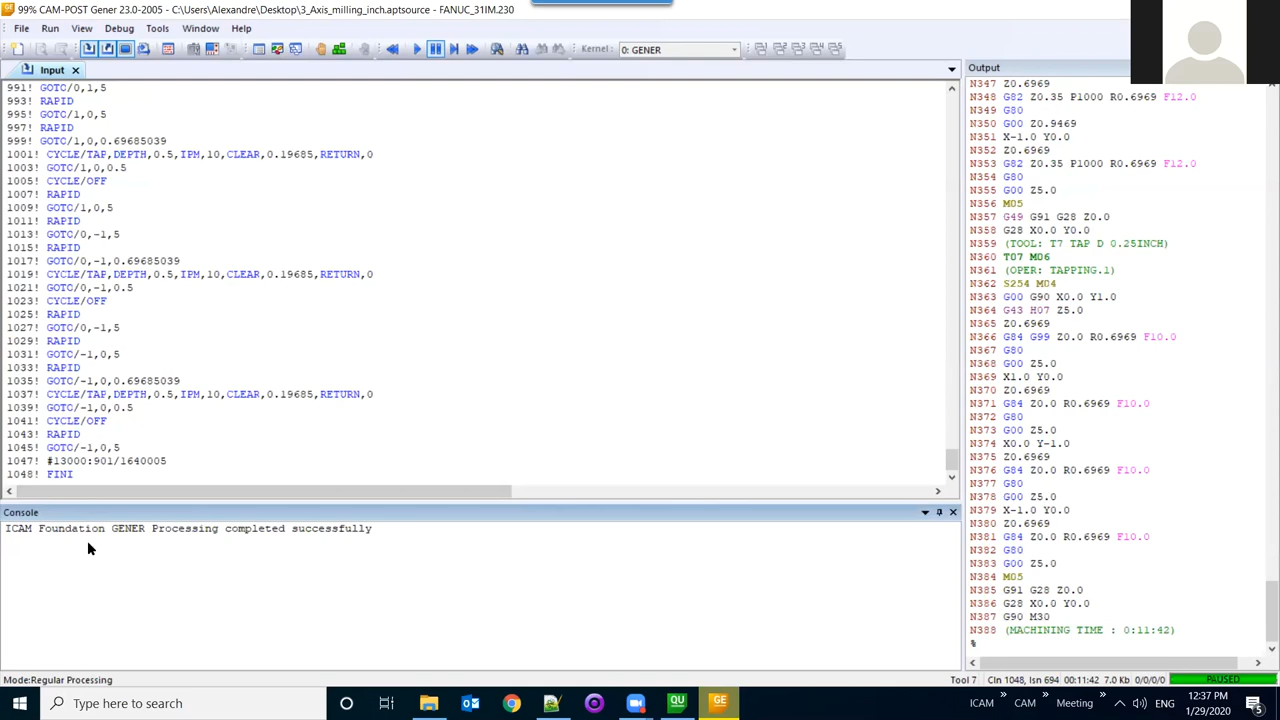 99% CAM-POST Gener 23.0-2005 - C:\Users\Alexandre\Desktop\3_Axis_milling_inch.aptsource - FANUC_31IM.230
File Run View Debug Tools Window Help
Kernel: 0: GENER
Input
991! GOTO/0,1,5
993! RAPID
995! GOTO/1,0,5
997! RAPID
999! GOTO/1,0,0.69685039
1001! CYCLE/TAP,DEPTH,0.5,IPM,10,CLEAR,0.19685,RETURN,0
1003! GOTO/1,0,0.5
1005! CYCLE/OFF
1007! RAPID
1009! GOTO/1,0,5
1011! RAPID
1013! GOTO/0,-1,5
1015! RAPID
1017! GOTO/0,-1,0.69685039
1019! CYCLE/TAP,DEPTH,0.5,IPM,10,CLEAR,0.19685,RETURN,0
1021! GOTO/0,-1,0.5
1023! CYCLE/OFF
1025! RAPID
1027! GOTO/0,-1,5
1029! RAPID
1031! GOTO/-1,0,5
1033! RAPID
1035! GOTO/-1,0,0.69685039
1037! CYCLE/TAP,DEPTH,0.5,IPM,10,CLEAR,0.19685,RETURN,0
1039! GOTO/-1,0,0.5
1041! CYCLE/OFF
1043! RAPID
1045! GOTO/-1,0,5
1047! #13000:901/1640005
1048! FINI
Console
ICAM Foundation GENER Processing completed successfully
Output
N347 Z0.6969
N348 G82 Z0.35 P1000 R0.6969 F12.0
N349 G80
N350 G00 Z0.9469
N351 X-1.0 Y0.0
N352 Z0.6969
N353 G82 Z0.35 P1000 R0.6969 F12.0
N354 G80
N355 G00 Z5.0
N356 M05
N357 G49 G91 G28 Z0.0
N358 G28 X0.0 Y0.0
N359 (TOOL: T7 TAP D 0.25INCH)
N360 T07 M06
N361 (OPER: TAPPING.1)
N362 S254 M04
N363 G00 G90 X0.0 Y1.0
N364 G43 H07 Z5.0
N365 Z0.6969
N366 G84 G99 Z0.0 R0.6969 F10.0
N367 G80
N368 G00 Z5.0
N369 X1.0 Y0.0
N370 Z0.6969
N371 G84 Z0.0 R0.6969 F10.0
N372 G80
N373 G00 Z5.0
N374 X0.0 Y-1.0
N375 Z0.6969
N376 G84 Z0.0 R0.6969 F10.0
N377 G80
N378 G00 Z5.0
N379 X-1.0 Y0.0
N380 Z0.6969
N381 G84 Z0.0 R0.6969 F10.0
N382 G80
N383 G00 Z5.0
N384 M05
N385 G91 G28 Z0.0
N386 G28 X0.0 Y0.0
N387 G90 M30
N388 (MACHINING TIME : 0:11:42)
%
Mode:Regular Processing
Tool 7 Cln 1048, Isn 694 00:11:42 7.0 Kb 0/0/0/0 PAUSED
Type here to search
ICAM CAM Meeting ENG
12:37 PM
1/29/2020
5